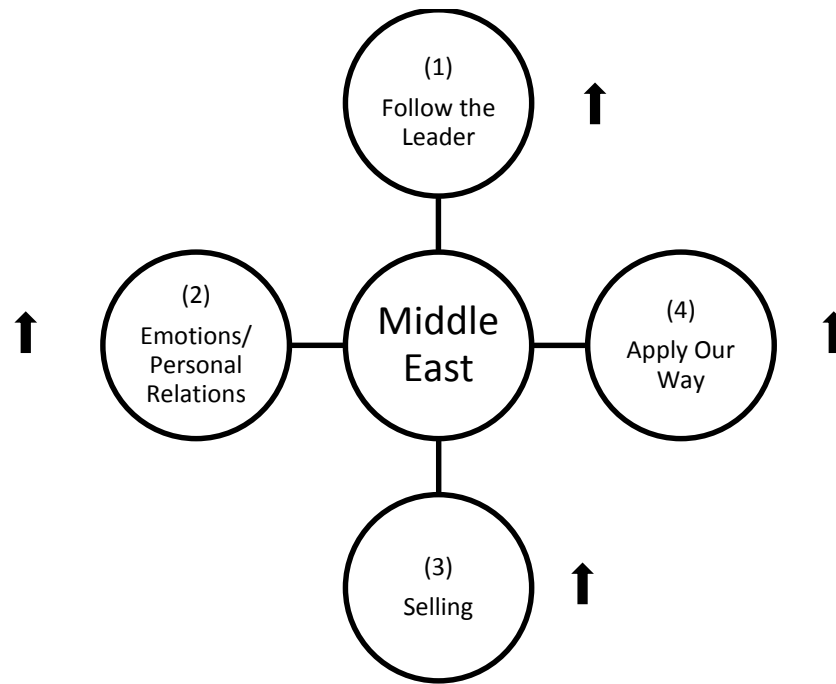 (1)
Follow the
Leader
(2)
Emotions/
Personal
Relations
Middle
East
(4)
Apply Our
Way
(3)
Selling